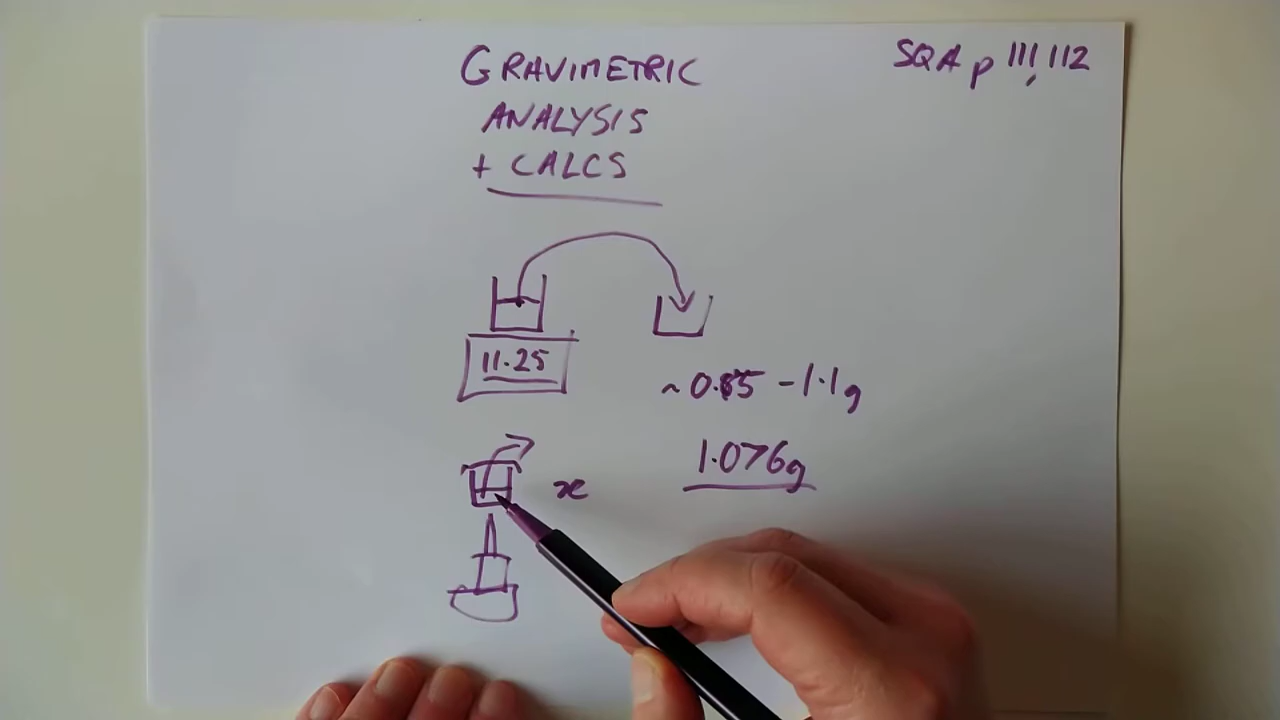 GRAVIMETRIC
ANALYSIS
+ CALCS
SQA p 111, 112
11.25
~ 0.85 - 1.1g
1.076g
x